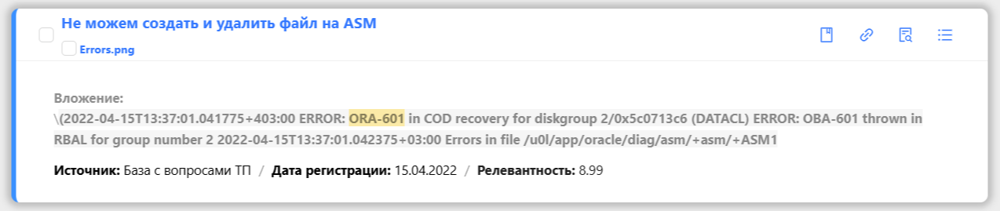 Не можем создать и удалить файл на ASM
Errors.png
Вложение:
\(2022-04-15T13:37:01.041775+403:00 ERROR: ORA-601 in COD recovery for diskgroup 2/0x5c0713c6 (DATACL) ERROR: OBA-601 thrown in
RBAL for group number 2 2022-04-15T13:37:01.042375+03:00 Errors in file /u0l/app/oracle/diag/asm/+asm/+ASM1
Источник: База с вопросами ТП / Дата регистрации: 15.04.2022 / Релевантность: 8.99